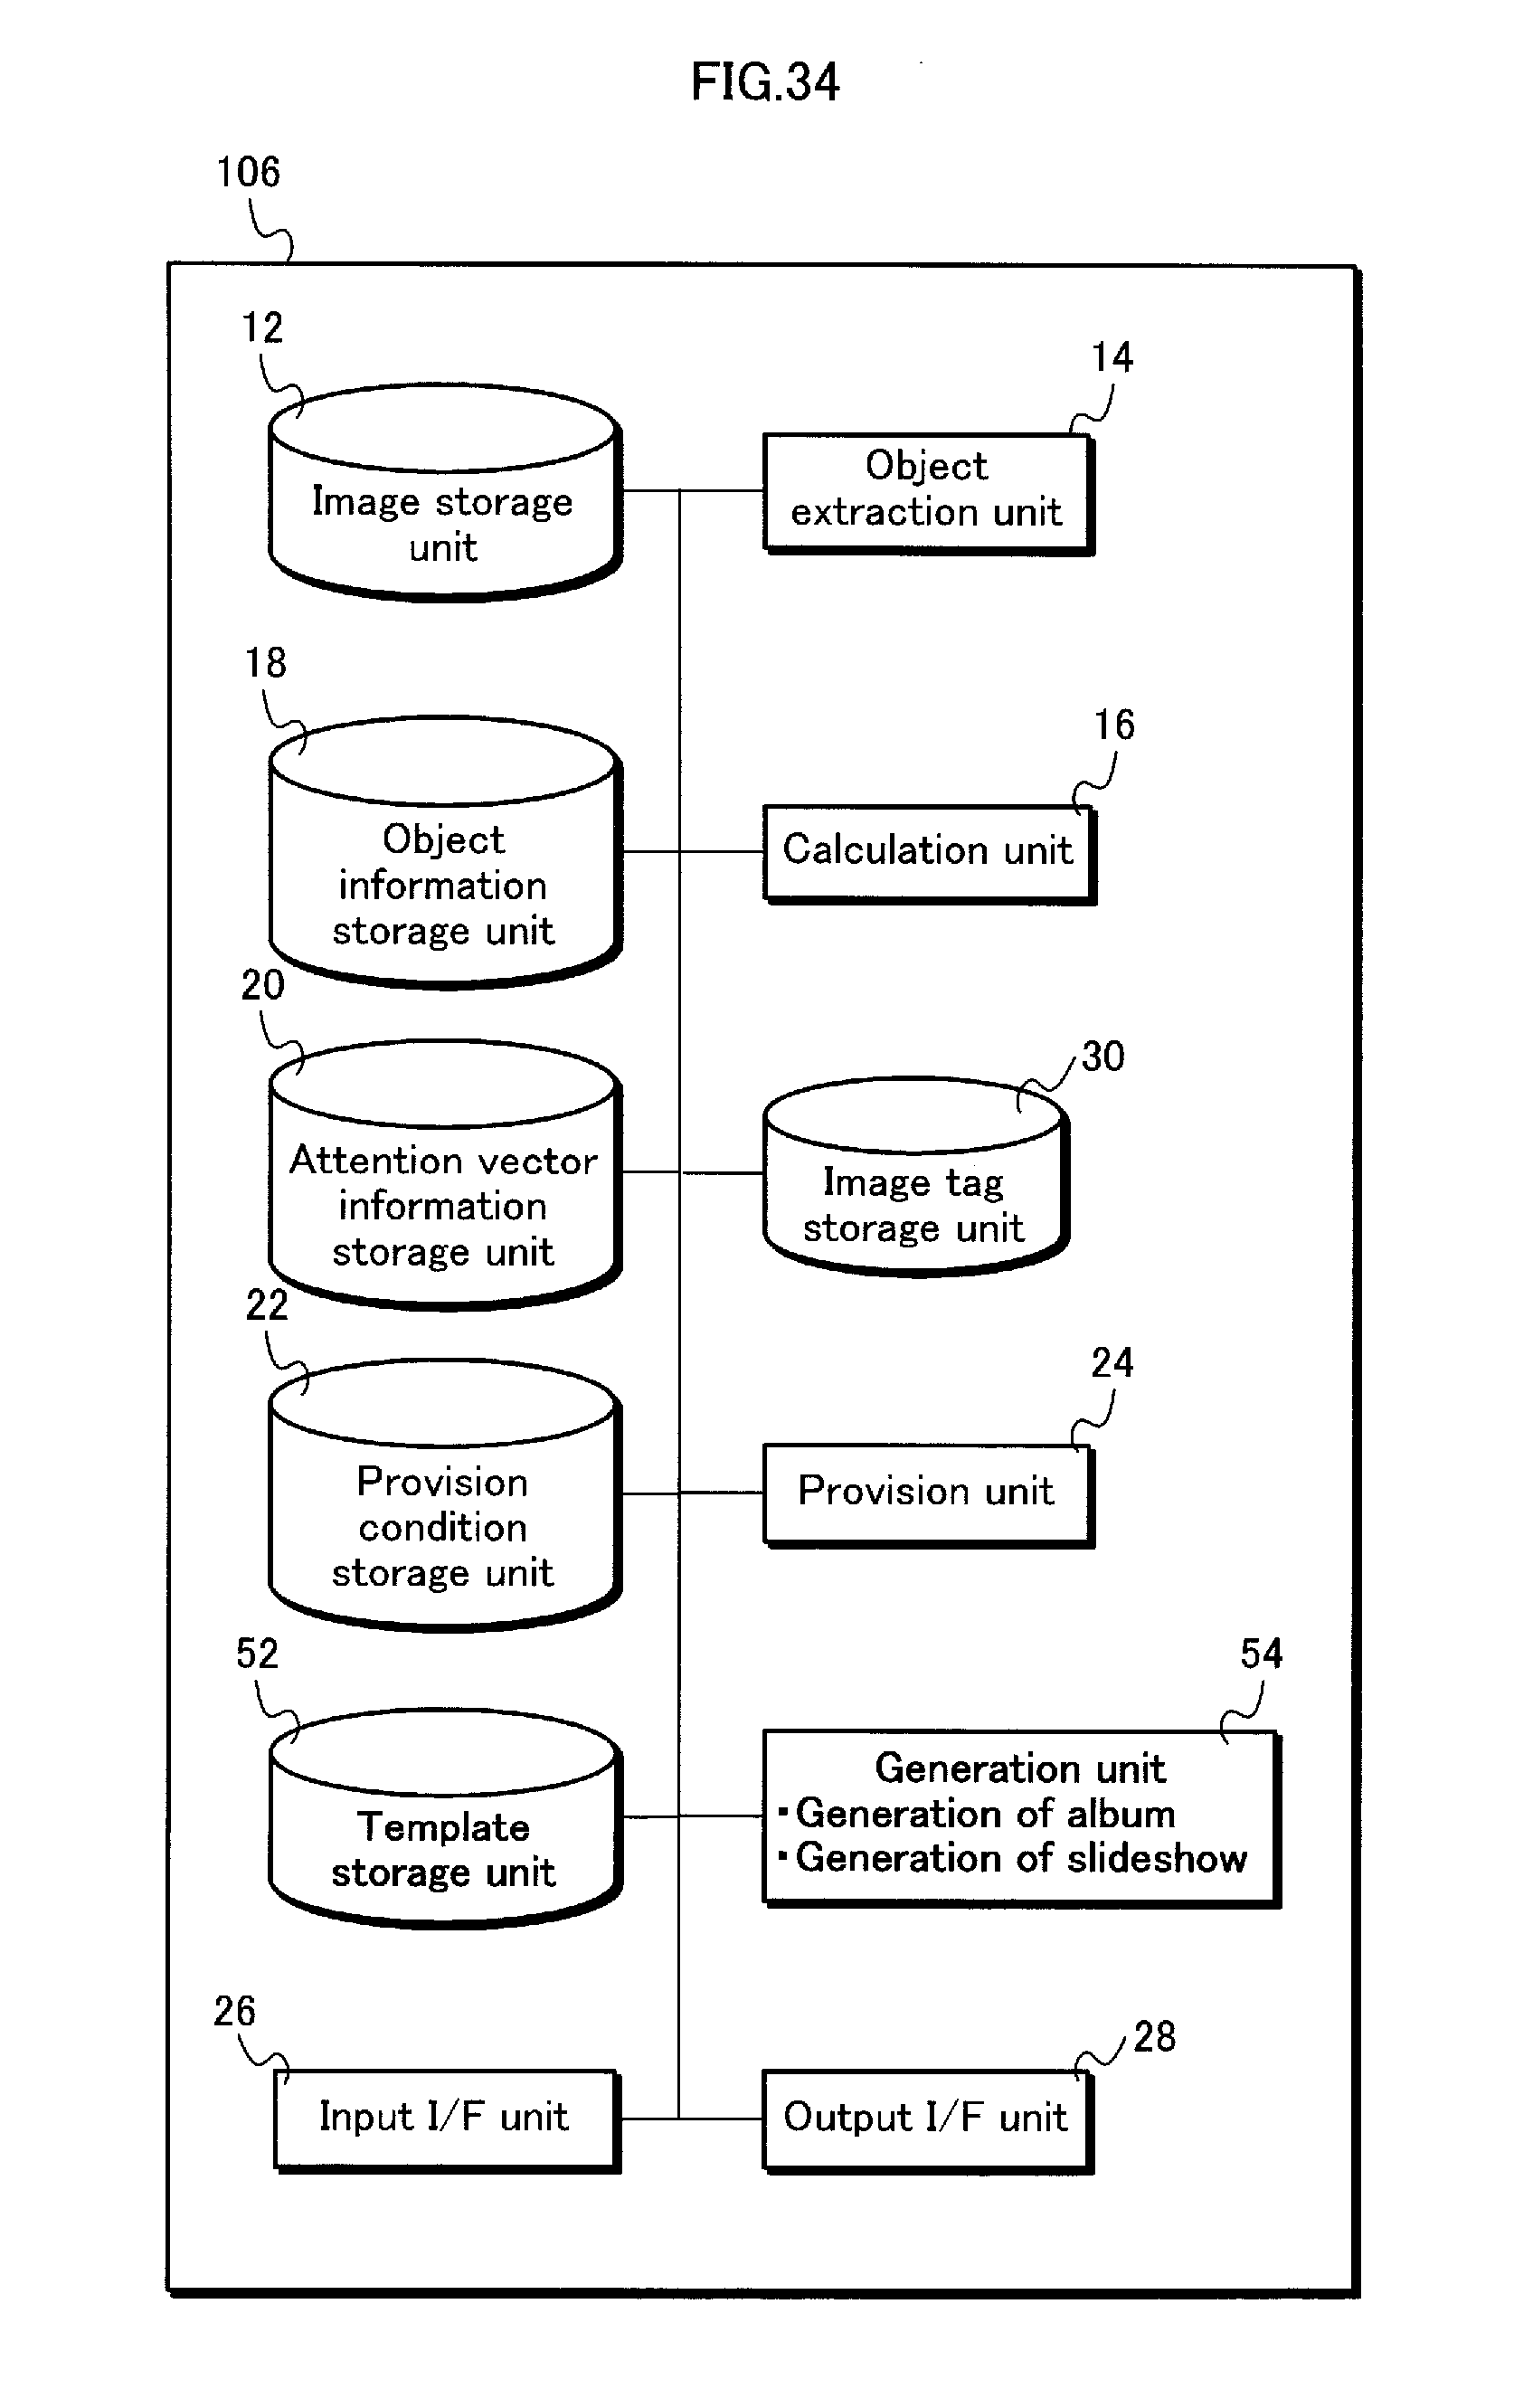 FIG.34
106
12
Image storage
unit
14
Object
extraction unit
18
Object
information
storage unit
16
Calculation unit
20
Attention vector
information
storage unit
30
Image tag
storage unit
22
Provision
condition
storage unit
24
Provision unit
52
Template
storage unit
54
Generation unit
・Generation of album
・Generation of slideshow
26
Input I/F unit
28
Output I/F unit